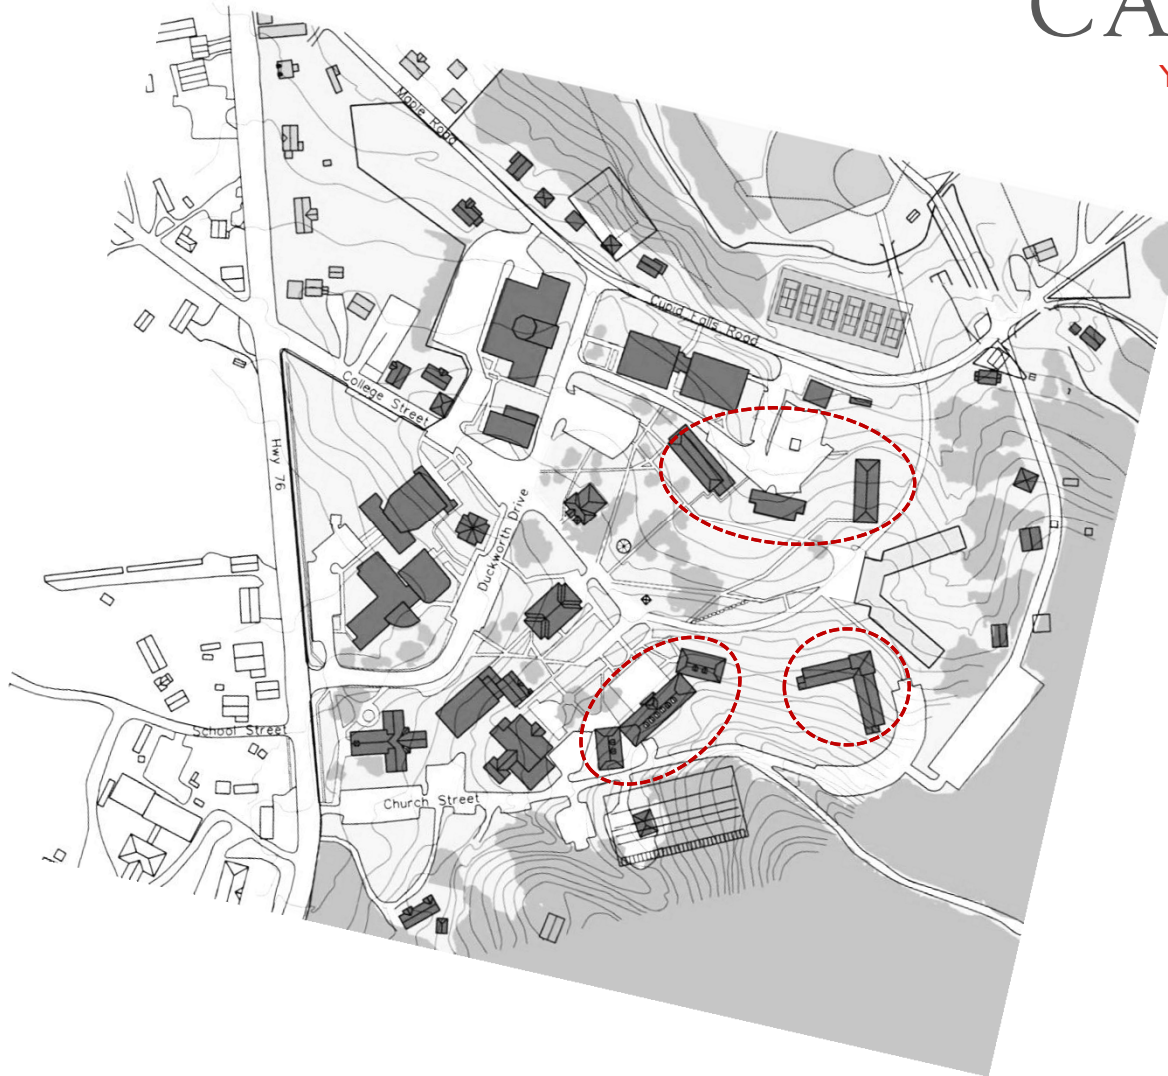 CA
Y
Maple Road
Cupid Falls Road
College Street
Hwy 76
Duckworth Drive
School Street
Church Street